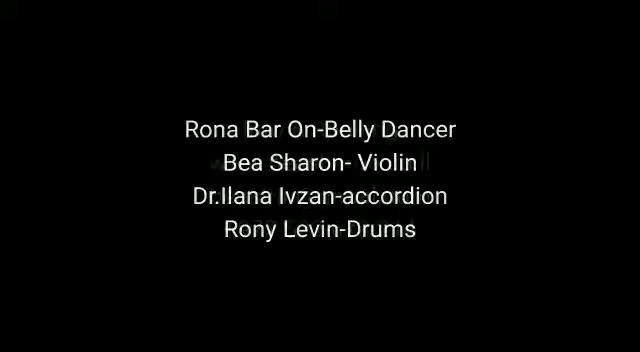 Rona Bar On-Belly Dancer
Bea Sharon- Violin
Dr.Ilana Ivzan-accordion
Rony Levin-Drums